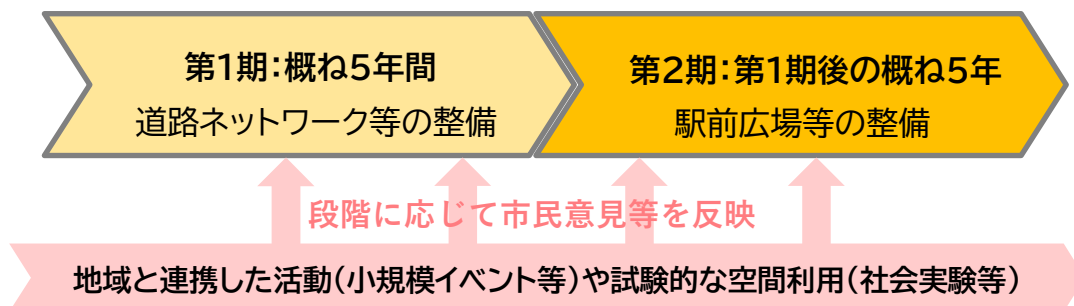 第1期：概ね5年間
道路ネットワーク等の整備
第2期：第1期後の概ね5年
駅前広場等の整備
段階に応じて市民意見等を反映
地域と連携した活動（小規模イベント等）や試験的な空間利用（社会実験等）